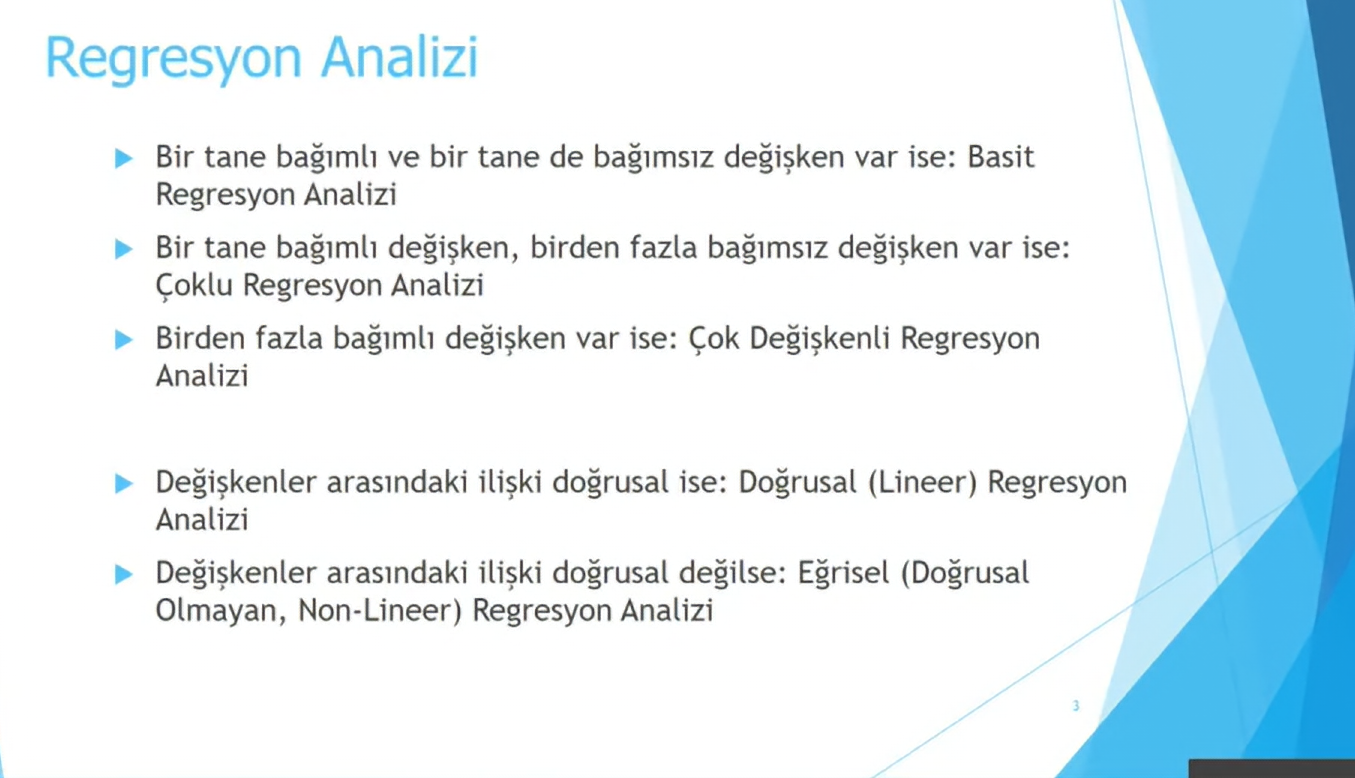 Regresyon Analizi
Bir tane bağımlı ve bir tane de bağımsız değişken var ise: Basit
Regresyon Analizi
Bir tane bağımlı değişken, birden fazla bağımsız değişken var ise:
Çoklu Regresyon Analizi
Birden fazla bağımlı değişken var ise: Çok Değişkenli Regresyon
Analizi
Değişkenler arasındaki ilişki doğrusal ise: Doğrusal (Lineer) Regresyon
Analizi
Değişkenler arasındaki ilişki doğrusal değilse: Eğrisel (Doğrusal
Olmayan, Non-Lineer) Regresyon Analizi
3